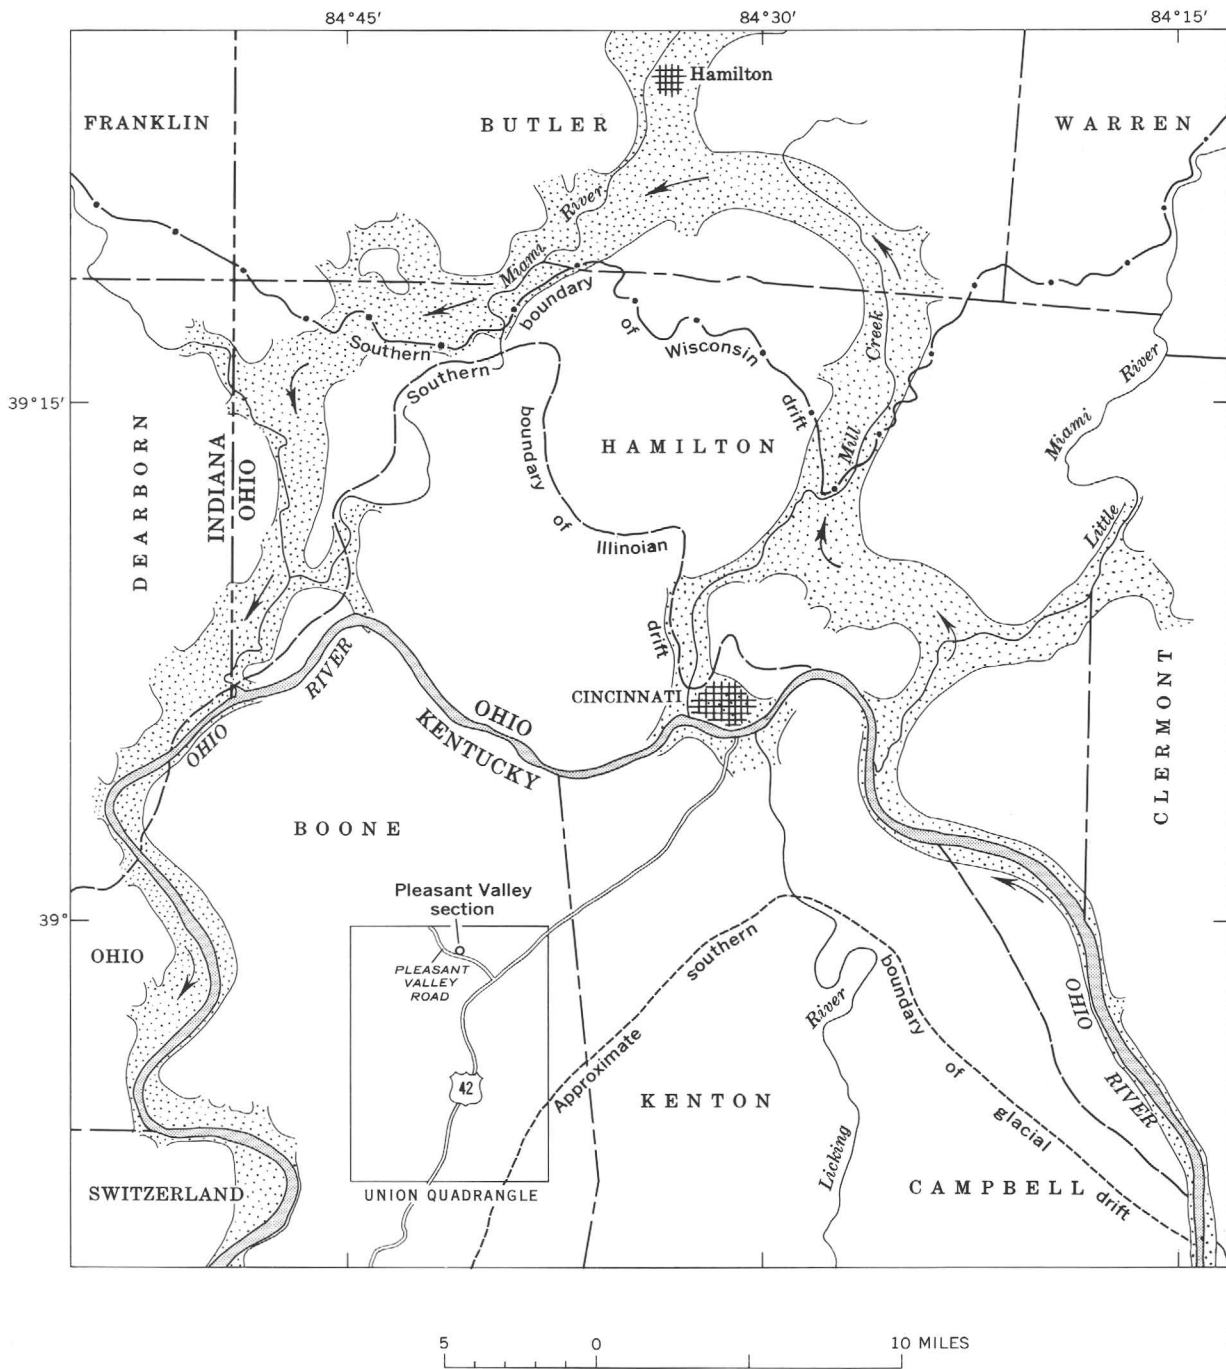 84°45′ 84°30′ 84°15′
Hamilton
FRANKLIN BUTLER WARREN
Miami River
Southern boundary of Wisconsin drift
Southern boundary of Illinoian drift
Mill Creek
Little Miami River
39°15′
HAMILTON
DEARBORN
INDIANA
OHIO
CINCINNATI
OHIO RIVER
OHIO
KENTUCKY
CLERMONT
BOONE
Pleasant Valley
section
39°
OHIO
PLEASANT
VALLEY
ROAD
Approximate southern boundary of glacial drift
Licking River
OHIO RIVER
42
KENTON
SWITZERLAND
UNION QUADRANGLE
CAMPBELL
5 0 10 MILES